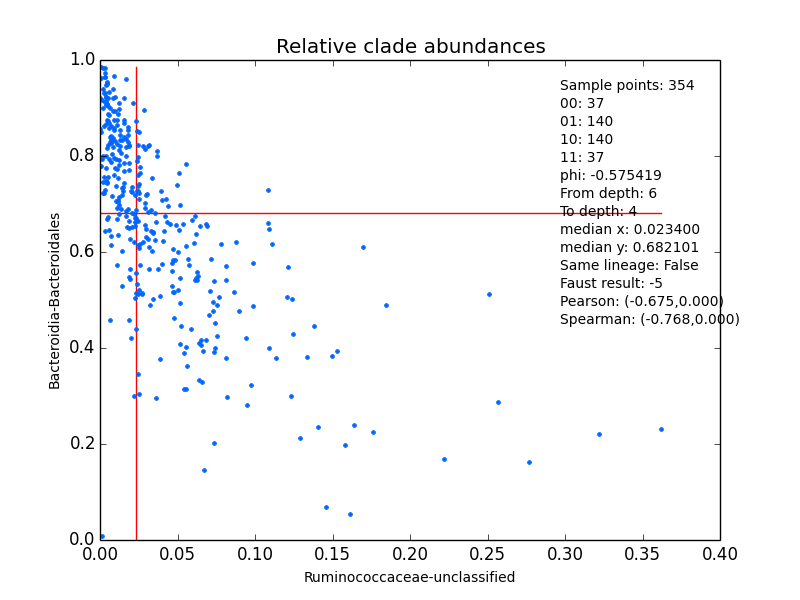 Relative clade abundances
Sample points: 354
00: 37
01: 140
10: 140
11: 37
phi: -0.575419
From depth: 6
To depth: 4
median x: 0.023400
median y: 0.682101
Same lineage: False
Faust result: -5
Pearson: (-0.675,0.000)
Spearman: (-0.768,0.000)
Bacteroidia-Bacteroidales
1.0
0.8
0.6
0.4
0.2
0.0
0.00 0.05 0.10 0.15 0.20 0.25 0.30 0.35 0.40
Ruminococcaceae-unclassified